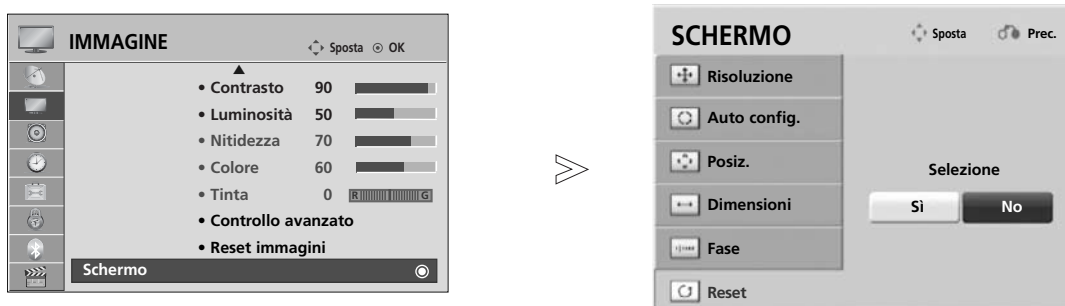 IMMAGINE
Sposta OK
• Contrasto 90
• Luminosità 50
• Nitidezza 70
• Colore 60
• Tinta 0 R G
• Controllo avanzato
• Reset immagini
Schermo
SCHERMO
Sposta Prec.
Risoluzione
Auto config.
Posiz.
Dimensioni
Fase
Reset
Selezione
Sì No